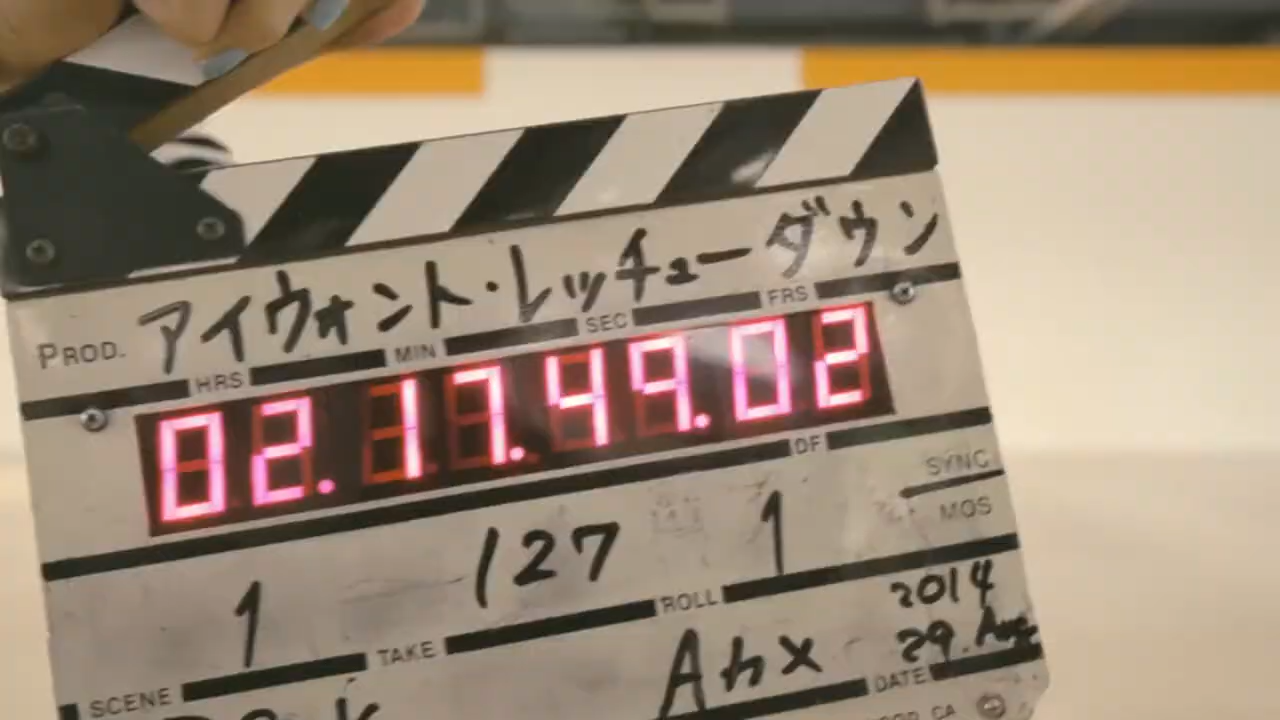 PROD. アイウォント・レッチューダウン
HRS MIN SEC FRS
02.17.49.02
DF
SYNC
MOS
1 127 1
SCENE TAKE ROLL
2014
29. Aug
DATE